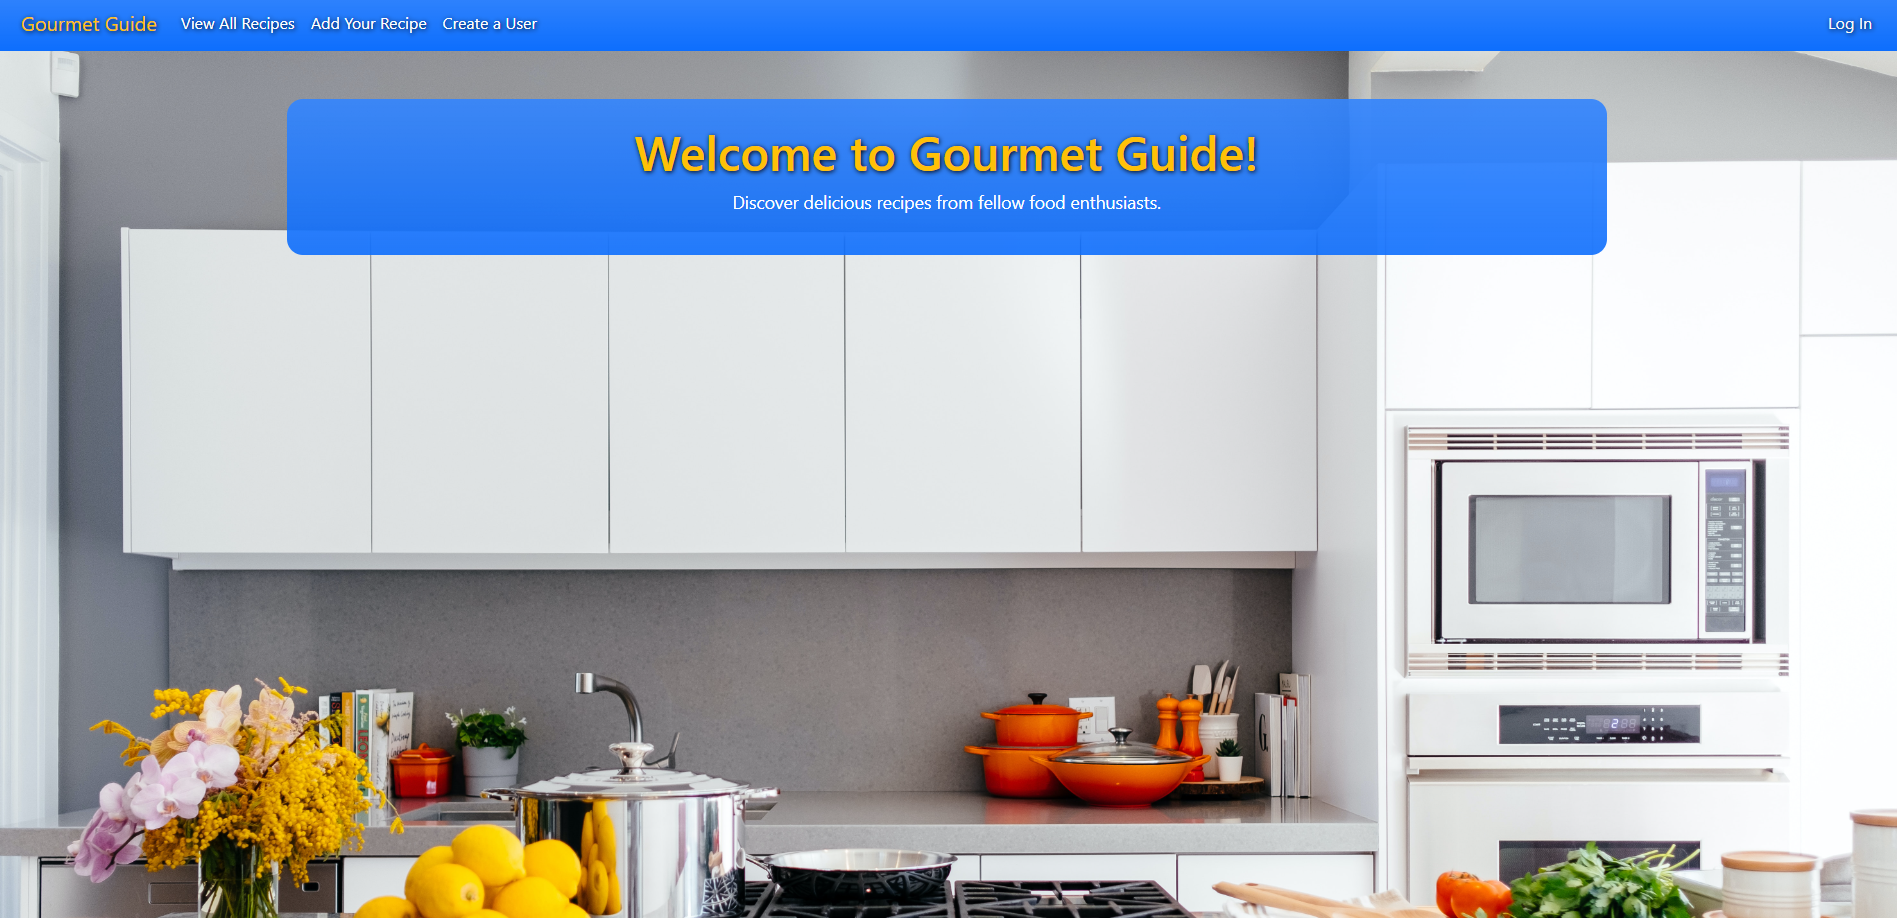 Gourmet Guide View All Recipes Add Your Recipe Create a User Log In
Welcome to Gourmet Guide!
Discover delicious recipes from fellow food enthusiasts.